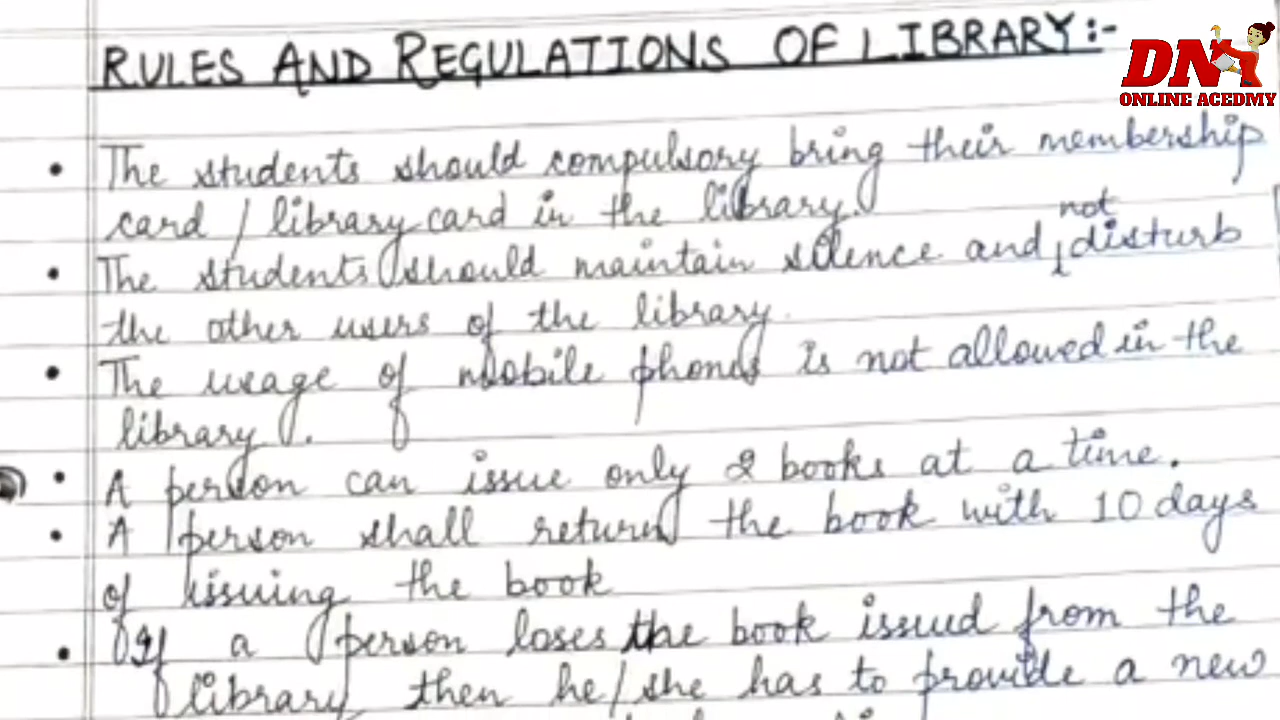 RULES AND REGULATIONS OF LIBRARY:-
DN
ONLINE ACEDMY
• The students should compulsory bring their membership
card / library card in the library.
not
• The students should maintain silence and disturb
the other users of the library.
• The usage of mobile phones is not allowed in the
library.
• A person can issue only 2 books at a time.
• A person shall return the book with 10 days
of issuing the book
• If a person loses the book issued from the
library then he/she has to provide a new